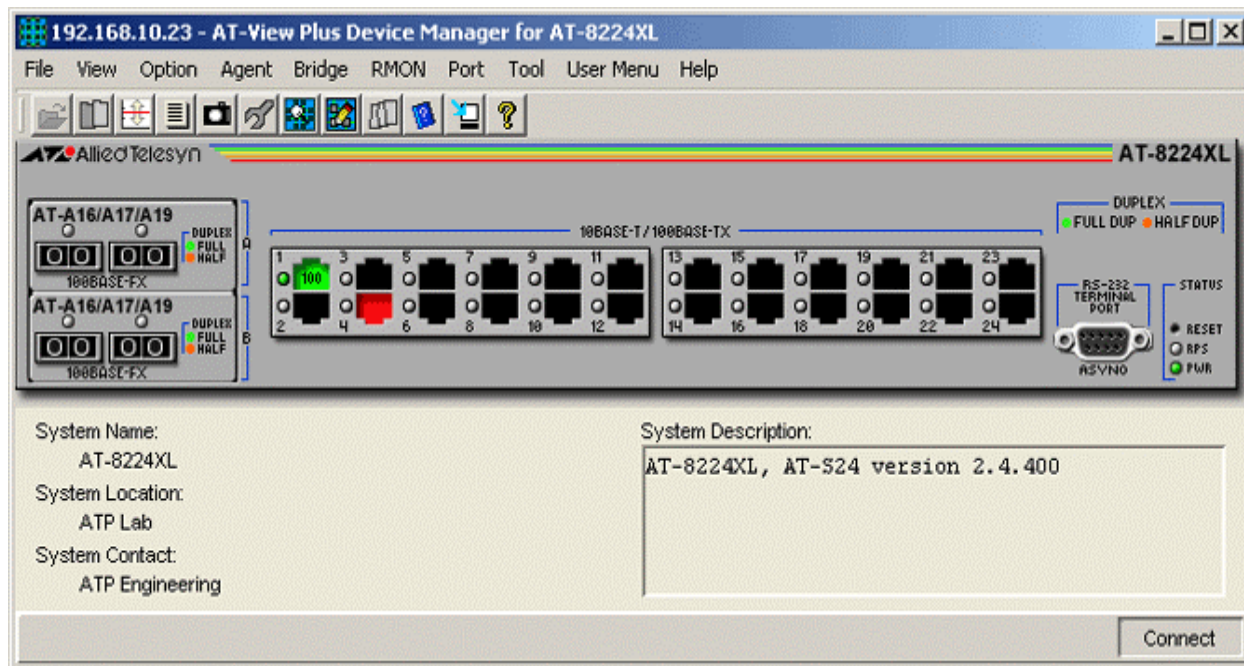 192.168.10.23 - AT-View Plus Device Manager for AT-8224XL
File View Option Agent Bridge RMON Port Tool User Menu Help
Allied Telesyn
AT-8224XL
AT-A16/A17/A19
DUPLEX
FULL
HALF
100BASE-FX
A
AT-A16/A17/A19
DUPLEX
FULL
HALF
100BASE-FX
B
10BASE-T/100BASE-TX
1 3 5 7 9 11 13 15 17 19 21 23
100
2 4 6 8 10 12 14 16 18 20 22 24
DUPLEX
FULL DUP HALF DUP
RS-232
TERMINAL
PORT
ASYNC
STATUS
RESET
RPS
PWR
System Name:
AT-8224XL
System Location:
ATP Lab
System Contact:
ATP Engineering
System Description:
AT-8224XL, AT-S24 version 2.4.400
Connect